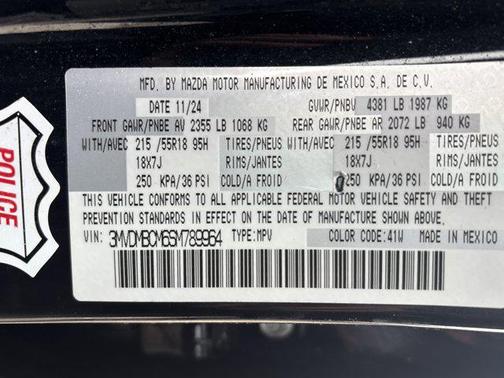 MFD. BY MAZDA MOTOR MANUFACTURING DE MEXICO S.A. DE C.V.
DATE 11/24 GVWR/PNBV 4381 LB 1987 KG
FRONT GAWR/PNBE AV 2355 LB 1068 KG REAR GAWR/PNBE AR 2072 LB 940 KG
WITH/AVEC 215 /55R18 95H TIRES/PNEUS WITH/AVEC 215 /55R18 95H TIRES/PNEUS
18X7J RIMS/JANTES 18X7J RIMS/JANTES
250 KPA/36 PSI COLD/A FROID 250 KPA/36 PSI COLD/A FROID
THIS VEHICLE CONFORMS TO ALL APPLICABLE FEDERAL MOTOR VEHICLE SAFETY AND THEFT
PREVENTION STANDARDS IN EFFECT ON THE DATE OF MANUFACTURE SHOWN ABOVE.
VIN: 3MVDMBCM6SM789964 TYPE: MPV COLOR CODE: 41W MADE IN MEXICO
POLICE